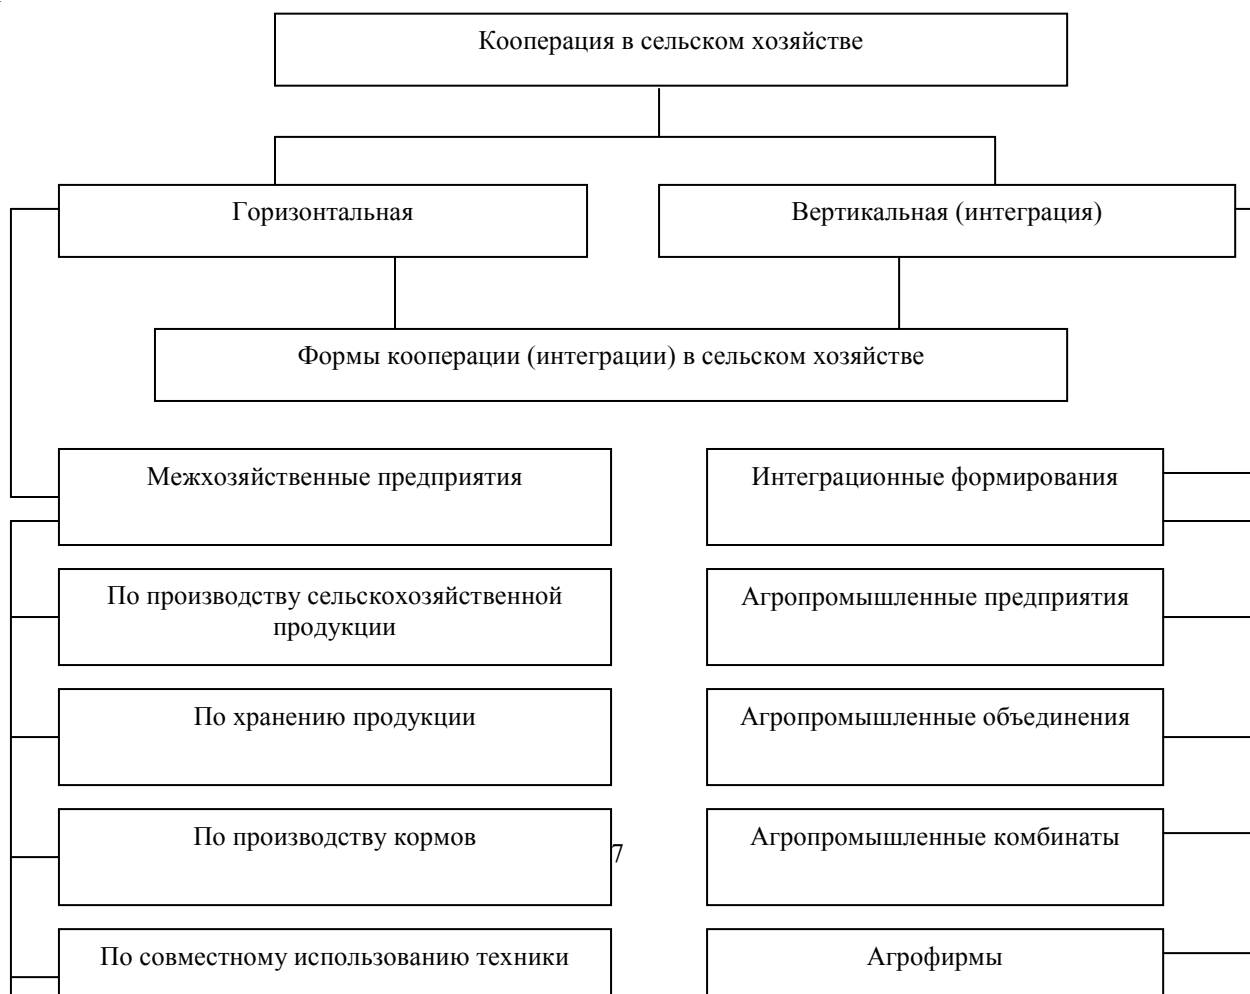 Кооперация в сельском хозяйстве
Горизонтальная
Вертикальная (интеграция)
Формы кооперации (интеграции) в сельском хозяйстве
Межхозяйственные предприятия
Интеграционные формирования
По производству сельскохозяйственной
продукции
Агропромышленные предприятия
По хранению продукции
Агропромышленные объединения
По производству кормов
7
Агропромышленные комбинаты
По совместному использованию техники
Агрофирмы